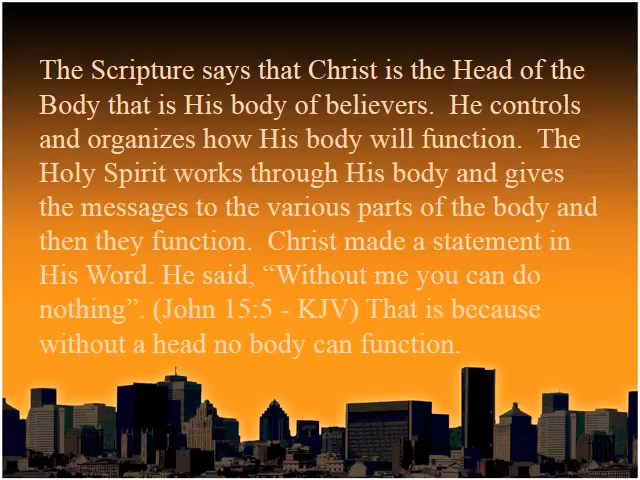 The Scripture says that Christ is the Head of the
Body that is His body of believers.  He controls
and organizes how His body will function.  The
Holy Spirit works through His body and gives
the messages to the various parts of the body and
then they function.  Christ made a statement in
His Word. He said, “Without me you can do
nothing”. (John 15:5 - KJV) That is because
without a head no body can function.